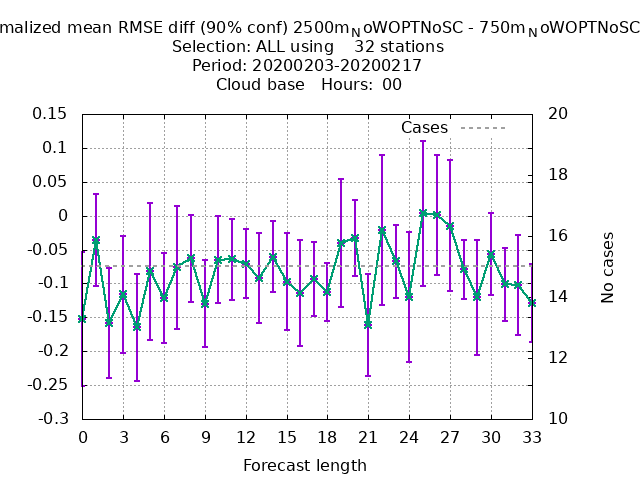 malized mean RMSE diff (90% conf) 2500mNoWOPTNoSC - 750mNoWOPTNoSC
Selection: ALL using 32 stations
Period: 20200203-20200217
Cloud base Hours: 00
Cases
0.15
0.1
0.05
0
-0.05
-0.1
-0.15
-0.2
-0.25
-0.3
20
18
16
14
12
10
No cases
0 3 6 9 12 15 18 21 24 27 30 33
Forecast length